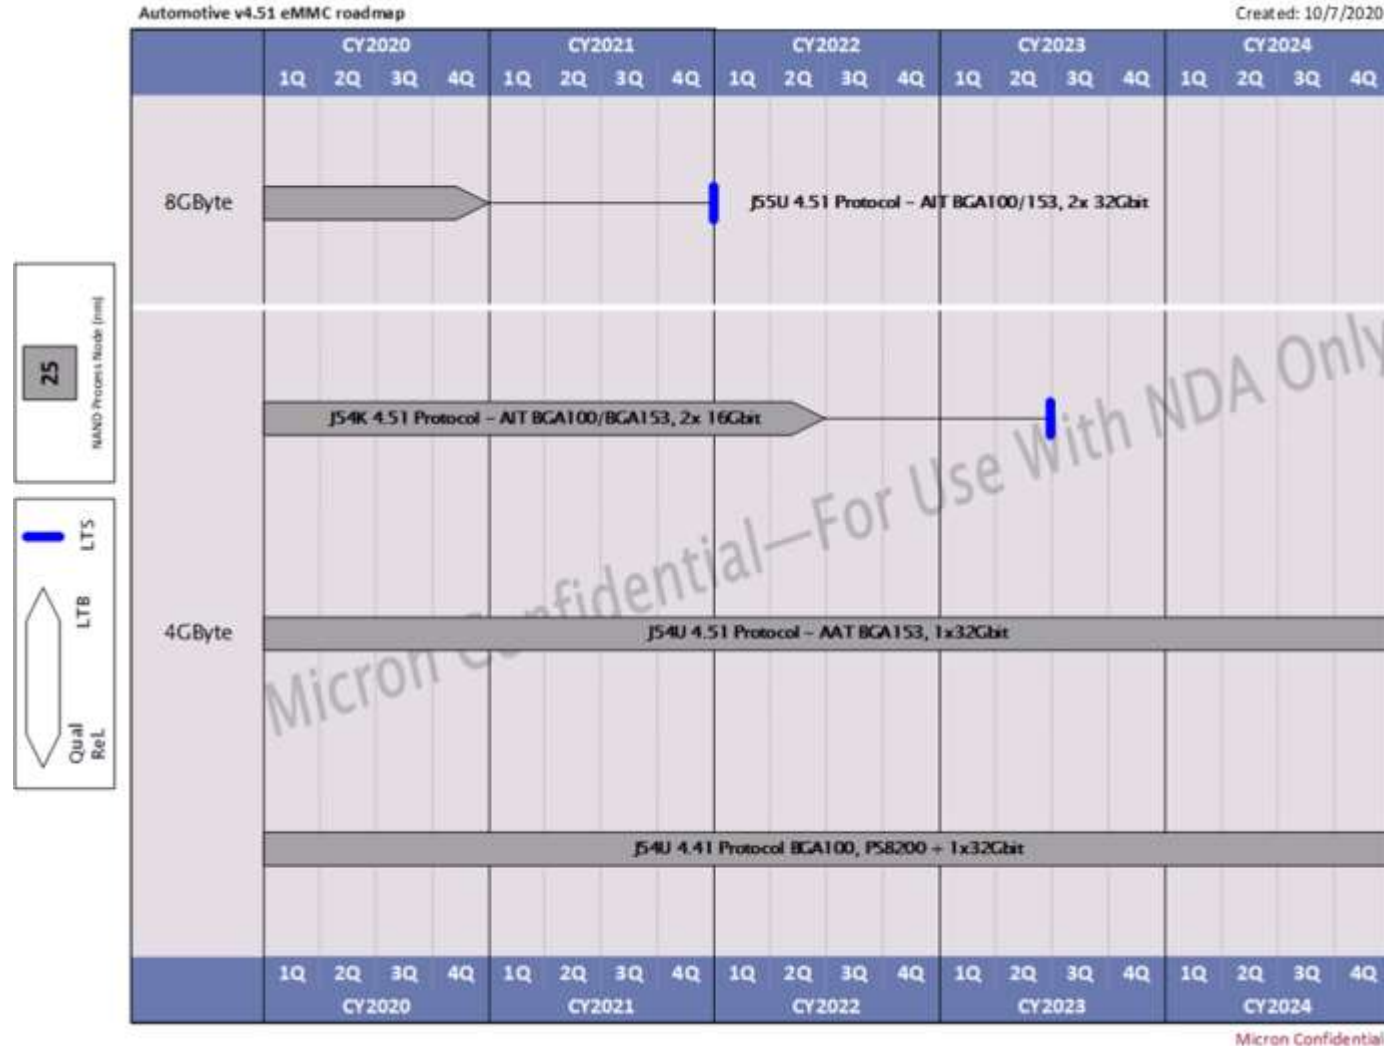 Automotive v4.51 eMMC roadmap
Created: 10/7/2020
CY2020 CY2021 CY2022 CY2023 CY2024
1Q 2Q 3Q 4Q 1Q 2Q 3Q 4Q 1Q 2Q 3Q 4Q 1Q 2Q 3Q 4Q 1Q 2Q 3Q 4Q
8GByte
J55U 4.51 Protocol – AIT BGA100/153, 2x 32Gbit
25
NAND Process Node (nm)
J54K 4.51 Protocol – AIT BGA100/BGA153, 2x 16Gbit
Micron Confidential—For Use With NDA Only
LTS
LTB
Qual
Rel.
4GByte
J54U 4.51 Protocol – AAT BGA153, 1x32Gbit
J54U 4.41 Protocol BGA100, PS8200 + 1x32Gbit
1Q 2Q 3Q 4Q 1Q 2Q 3Q 4Q 1Q 2Q 3Q 4Q 1Q 2Q 3Q 4Q 1Q 2Q 3Q 4Q
CY2020 CY2021 CY2022 CY2023 CY2024
Micron Confidential